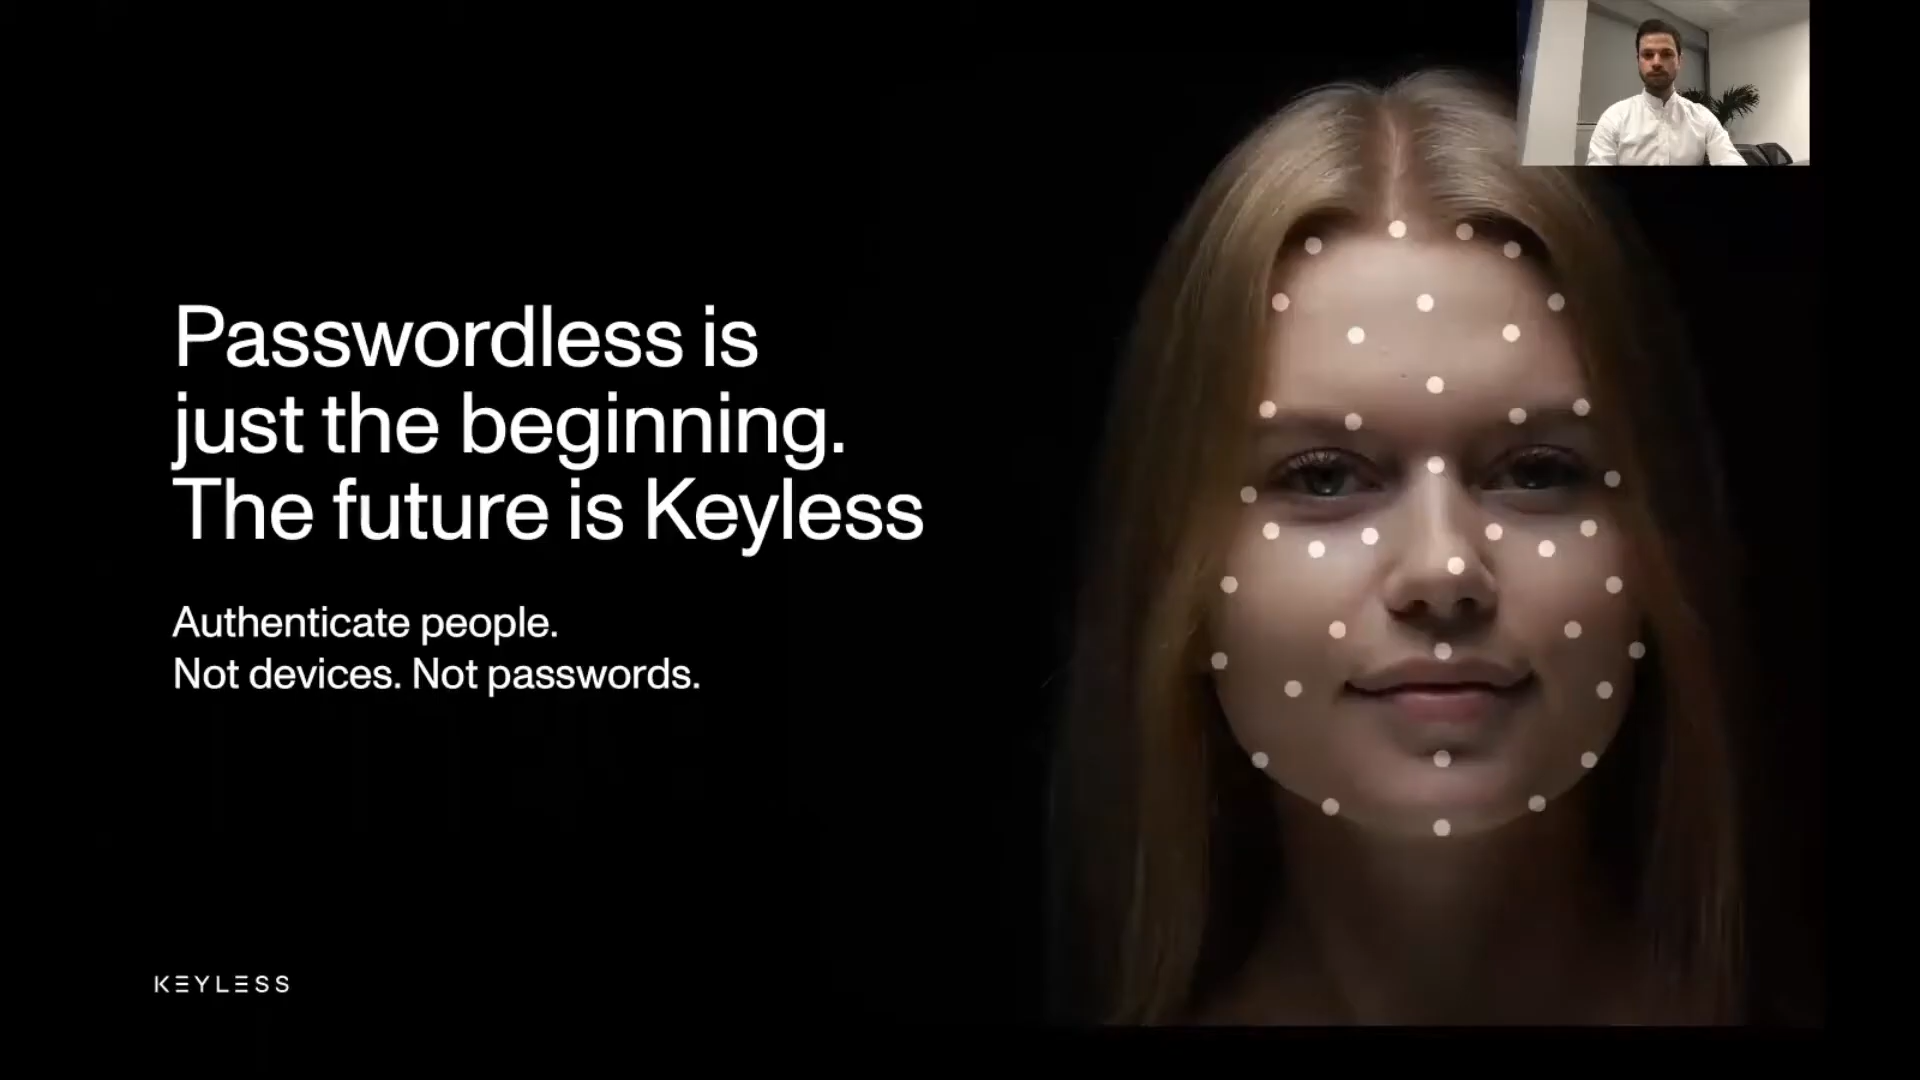 Passwordless is
just the beginning.
The future is Keyless
Authenticate people.
Not devices. Not passwords.
KEYLESS